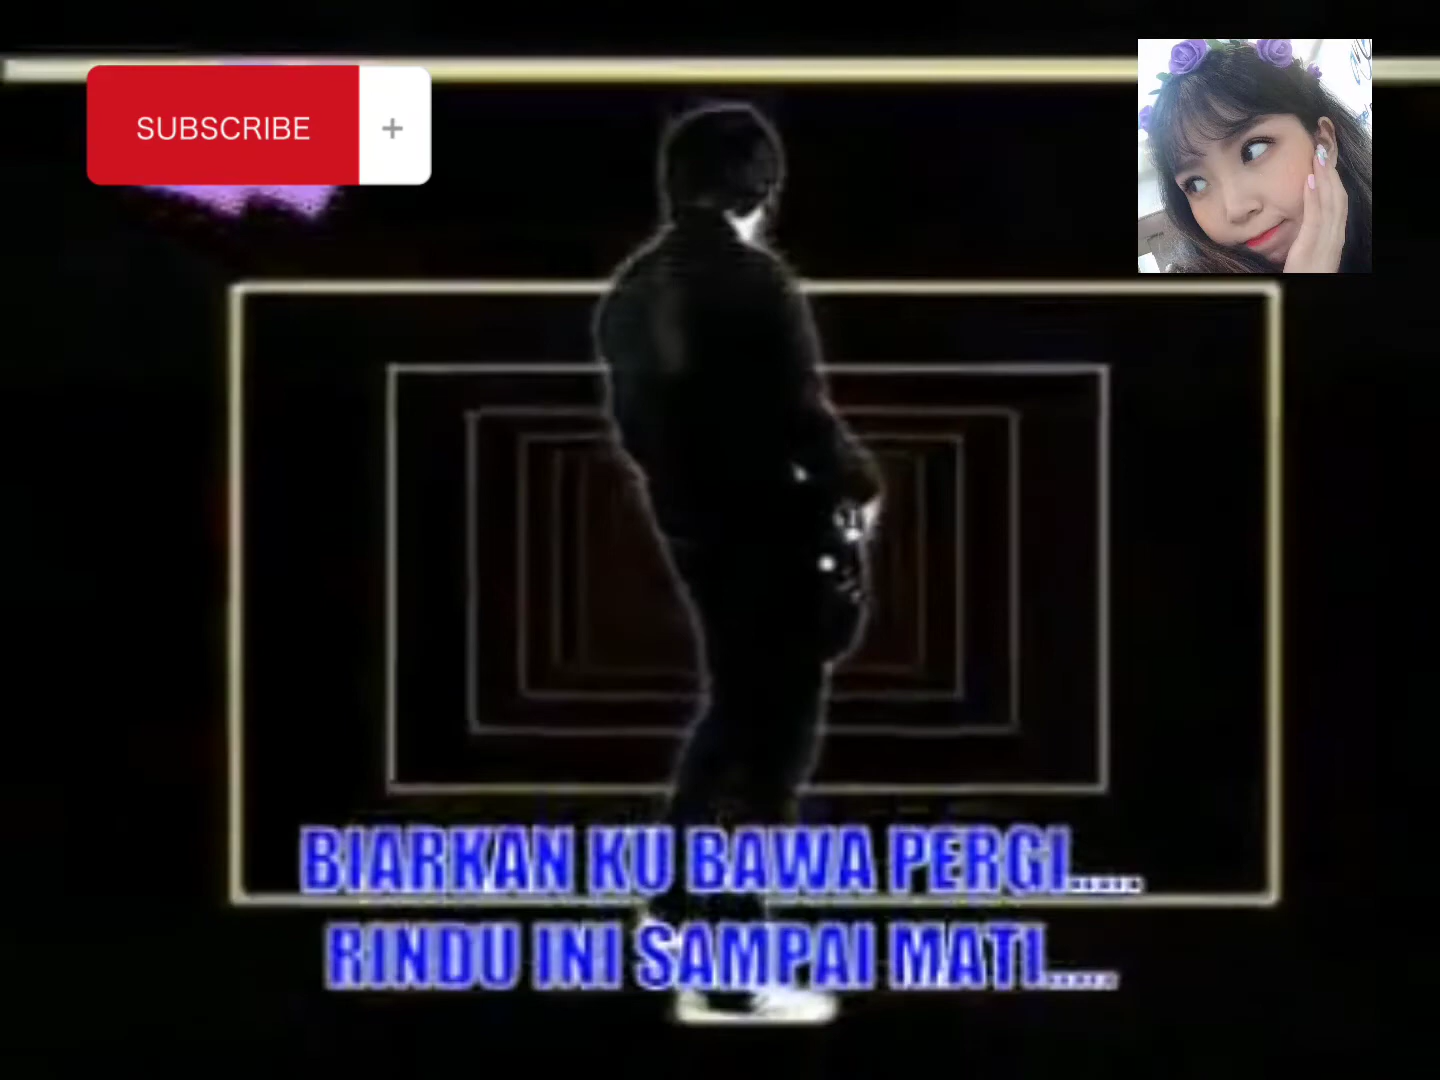 SUBSCRIBE +
BIARKAN KU BAWA PERGI.....
RINDU INI SAMPAI MATI.....